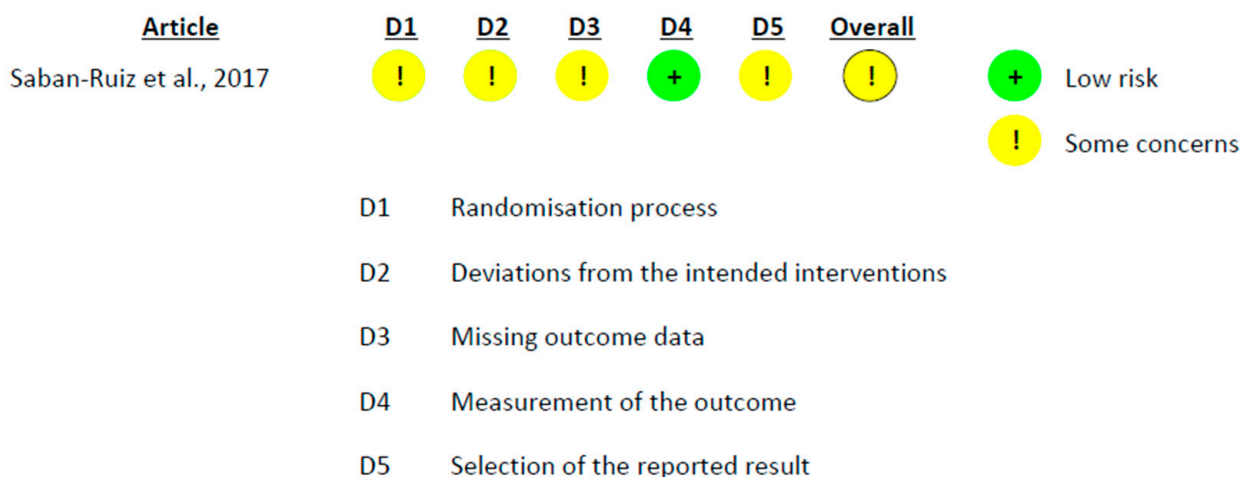 Article D1 D2 D3 D4 D5 Overall
Saban-Ruiz et al., 2017 ! ! ! + ! ! + Low risk
! Some concerns
D1 Randomisation process
D2 Deviations from the intended interventions
D3 Missing outcome data
D4 Measurement of the outcome
D5 Selection of the reported result